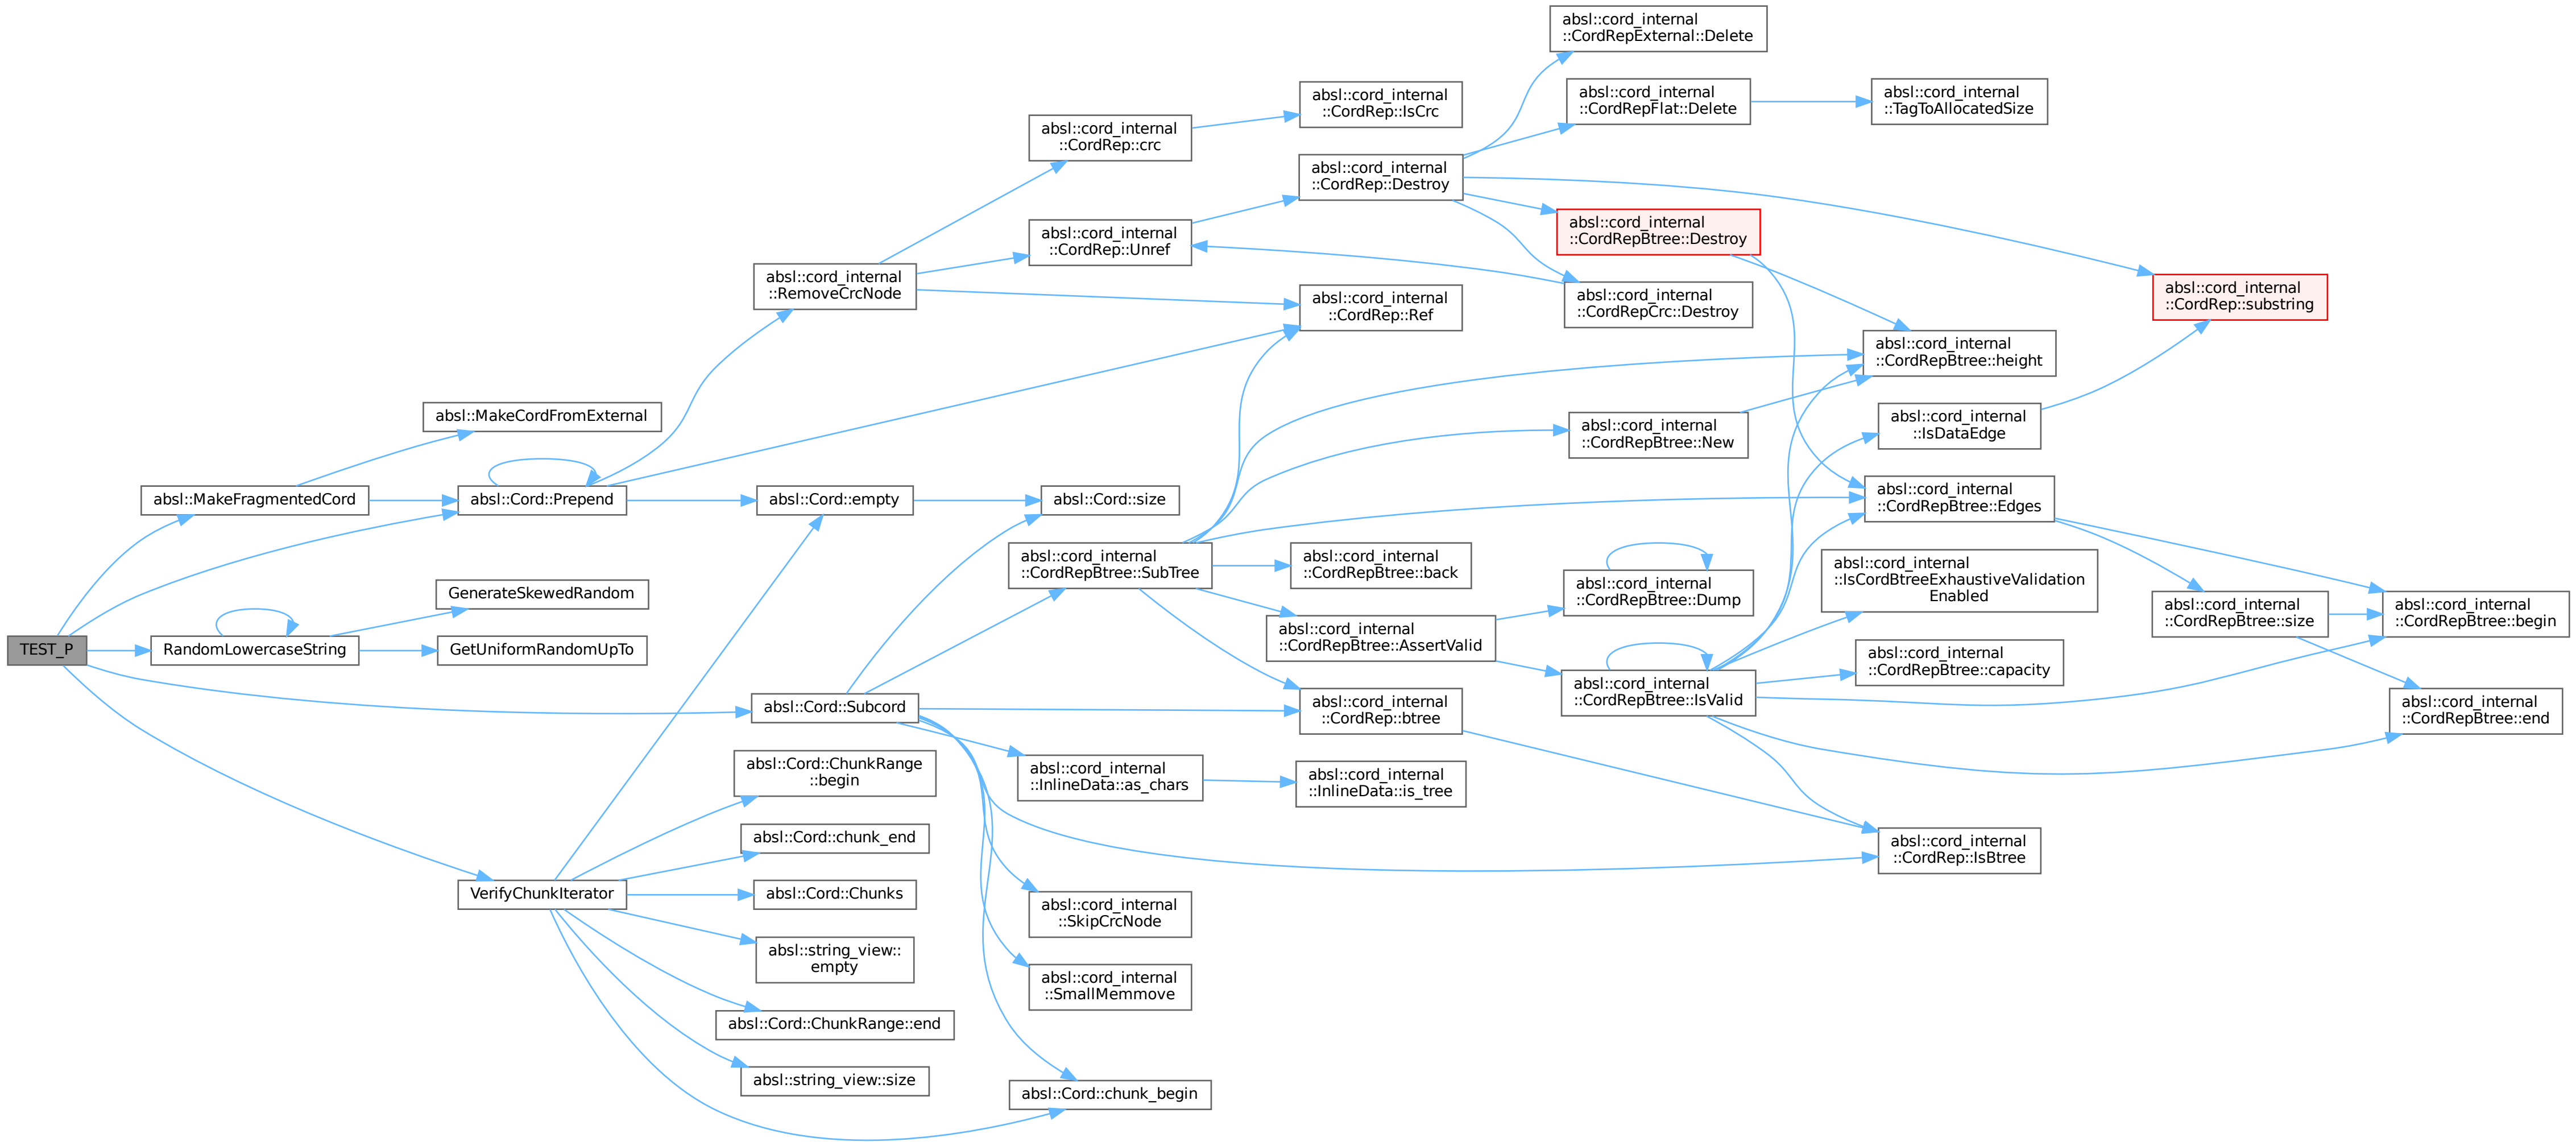 TEST_P
absl::MakeFragmentedCord
RandomLowercaseString
absl::MakeCordFromExternal
absl::Cord::Prepend
GenerateSkewedRandom
GetUniformRandomUpTo
VerifyChunkIterator
absl::cord_internal
::RemoveCrcNode
absl::Cord::empty
absl::Cord::Subcord
absl::Cord::ChunkRange
::begin
absl::Cord::chunk_end
absl::Cord::Chunks
absl::string_view::
empty
absl::Cord::ChunkRange::end
absl::string_view::size
absl::cord_internal
::CordRep::crc
absl::cord_internal
::CordRep::Unref
absl::Cord::size
absl::cord_internal
::CordRepBtree::SubTree
absl::cord_internal
::InlineData::as_chars
absl::cord_internal
::SkipCrcNode
absl::cord_internal
::SmallMemmove
absl::Cord::chunk_begin
absl::cord_internal
::CordRep::IsCrc
absl::cord_internal
::CordRep::Destroy
absl::cord_internal
::CordRep::Ref
absl::cord_internal
::CordRepBtree::back
absl::cord_internal
::CordRepBtree::AssertValid
absl::cord_internal
::CordRep::btree
absl::cord_internal
::InlineData::is_tree
absl::cord_internal
::CordRepExternal::Delete
absl::cord_internal
::CordRepFlat::Delete
absl::cord_internal
::CordRepBtree::Destroy
absl::cord_internal
::CordRepCrc::Destroy
absl::cord_internal
::CordRepBtree::New
absl::cord_internal
::CordRepBtree::Dump
absl::cord_internal
::CordRepBtree::IsValid
absl::cord_internal
::TagToAllocatedSize
absl::cord_internal
::CordRepBtree::height
absl::cord_internal
::IsDataEdge
absl::cord_internal
::CordRepBtree::Edges
absl::cord_internal
::IsCordBtreeExhaustiveValidation
Enabled
absl::cord_internal
::CordRepBtree::capacity
absl::cord_internal
::CordRep::IsBtree
absl::cord_internal
::CordRep::substring
absl::cord_internal
::CordRepBtree::size
absl::cord_internal
::CordRepBtree::begin
absl::cord_internal
::CordRepBtree::end